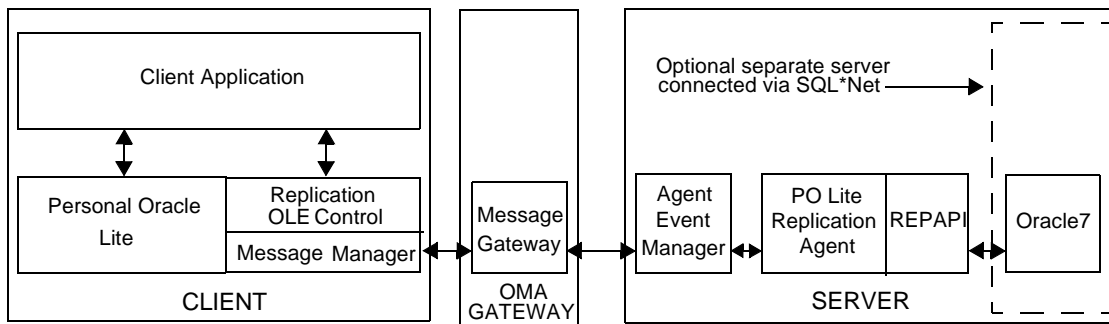 Client Application
Personal Oracle
Lite
Replication
OLE Control
Message Manager
CLIENT
Message
Gateway
OMA
GATEWAY
Optional separate server
connected via SQL*Net
Agent
Event
Manager
PO Lite
Replication
Agent
REPAPI
Oracle7
SERVER